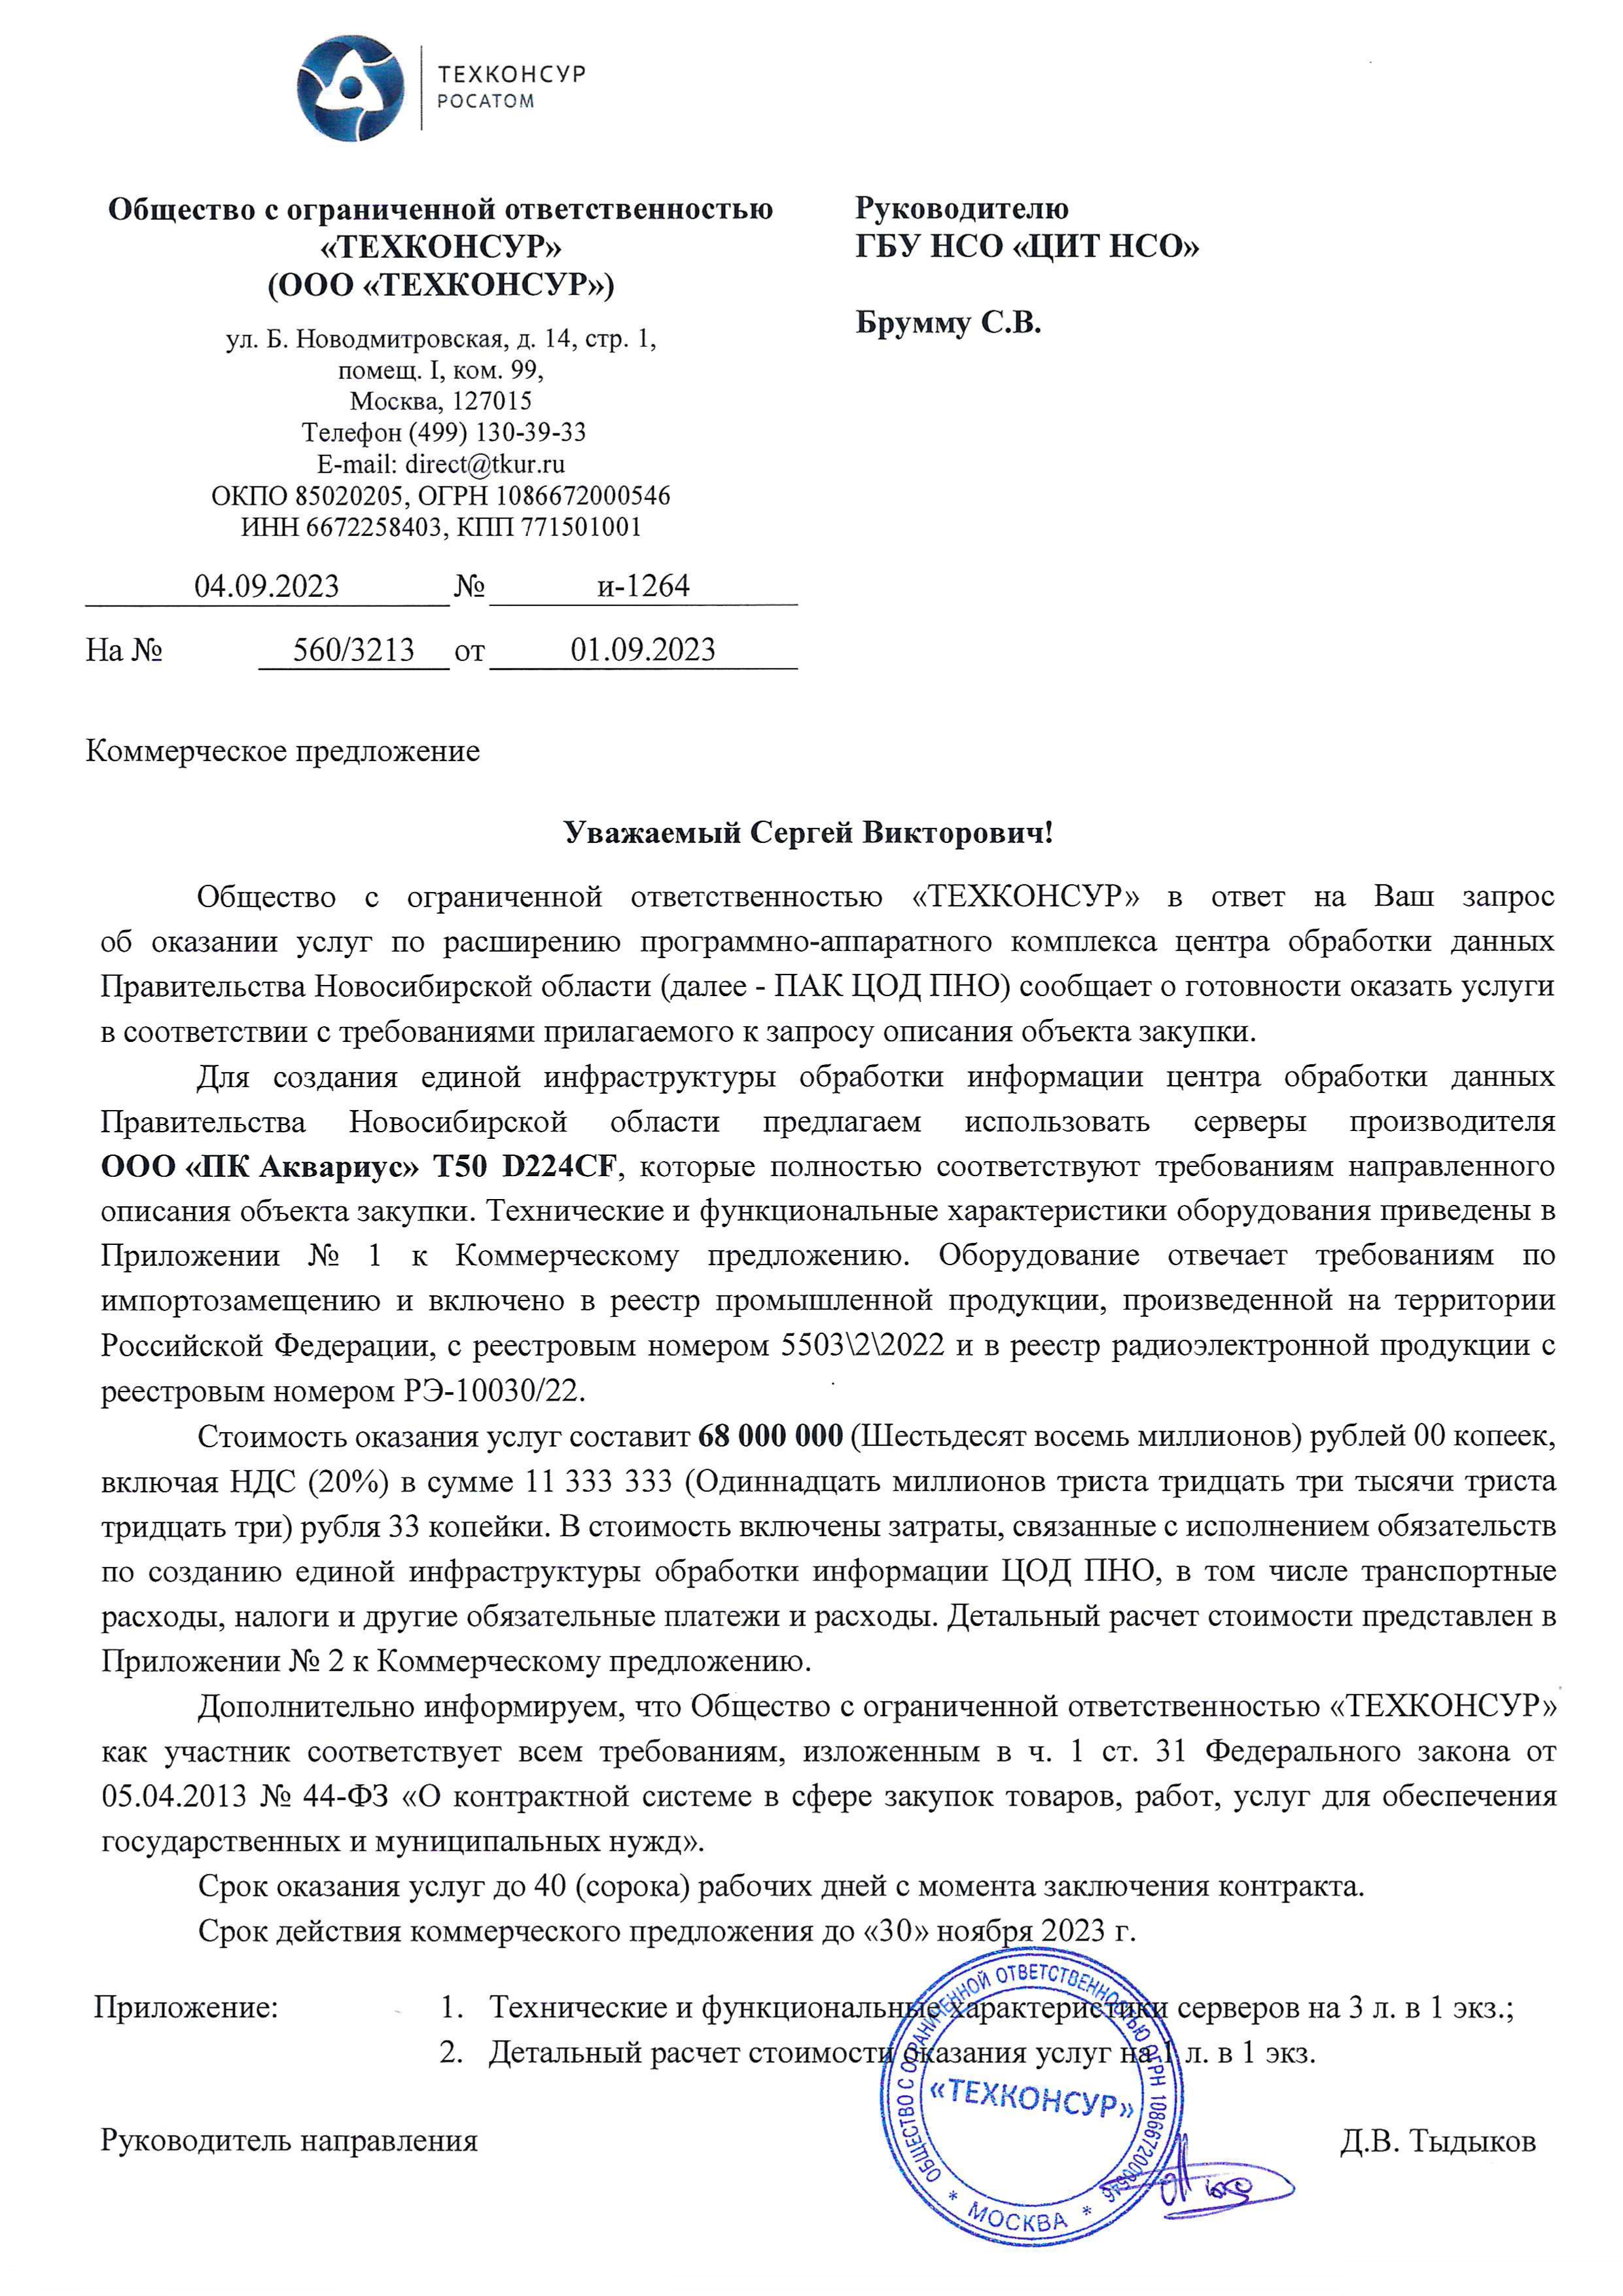 ТЕХКОНСУР
РОСАТОМ
Общество с ограниченной ответственностью
«ТЕХКОНСУР»
(ООО «ТЕХКОНСУР»)
ул. Б. Новодмитровская, д. 14, стр. 1,
помещ. I, ком. 99,
Москва, 127015
Телефон (499) 130-39-33
E-mail: direct@tkur.ru
ОКПО 85020205, ОГРН 1086672000546
ИНН 6672258403, КПП 771501001
04.09.2023 № и-1264
На № 560/3213 от 01.09.2023
Руководителю
ГБУ НСО «ЦИТ НСО»
Брумму С.В.
Коммерческое предложение
Уважаемый Сергей Викторович!
Общество с ограниченной ответственностью «ТЕХКОНСУР» в ответ на Ваш запрос
об оказании услуг по расширению программно-аппаратного комплекса центра обработки данных
Правительства Новосибирской области (далее - ПАК ЦОД ПНО) сообщает о готовности оказать услуги
в соответствии с требованиями прилагаемого к запросу описания объекта закупки.
Для создания единой инфраструктуры обработки информации центра обработки данных
Правительства Новосибирской области предлагаем использовать серверы производителя
ООО «ПК Аквариус» T50 D224CF, которые полностью соответствуют требованиям направленного
описания объекта закупки. Технические и функциональные характеристики оборудования приведены в
Приложении № 1 к Коммерческому предложению. Оборудование отвечает требованиям по
импортозамещению и включено в реестр промышленной продукции, произведенной на территории
Российской Федерации, с реестровым номером 5503\2\2022 и в реестр радиоэлектронной продукции с
реестровым номером РЭ-10030/22.
Стоимость оказания услуг составит 68 000 000 (Шестьдесят восемь миллионов) рублей 00 копеек,
включая НДС (20%) в сумме 11 333 333 (Одиннадцать миллионов триста тридцать три тысячи триста
тридцать три) рубля 33 копейки. В стоимость включены затраты, связанные с исполнением обязательств
по созданию единой инфраструктуры обработки информации ЦОД ПНО, в том числе транспортные
расходы, налоги и другие обязательные платежи и расходы. Детальный расчет стоимости представлен в
Приложении № 2 к Коммерческому предложению.
Дополнительно информируем, что Общество с ограниченной ответственностью «ТЕХКОНСУР»
как участник соответствует всем требованиям, изложенным в ч. 1 ст. 31 Федерального закона от
05.04.2013 № 44-ФЗ «О контрактной системе в сфере закупок товаров, работ, услуг для обеспечения
государственных и муниципальных нужд».
Срок оказания услуг до 40 (сорока) рабочих дней с момента заключения контракта.
Срок действия коммерческого предложения до «30» ноября 2023 г.
Приложение: 1. Технические и функциональные характеристики серверов на 3 л. в 1 экз.;
2. Детальный расчет стоимости оказания услуг на 1 л. в 1 экз.
Руководитель направления Д.В. Тыдыков
ОБЩЕСТВО С ОГРАНИЧЕННОЙ ОТВЕТСТВЕННОСТЬЮ ОГРН 1086672000546
«ТЕХКОНСУР»
* МОСКВА *